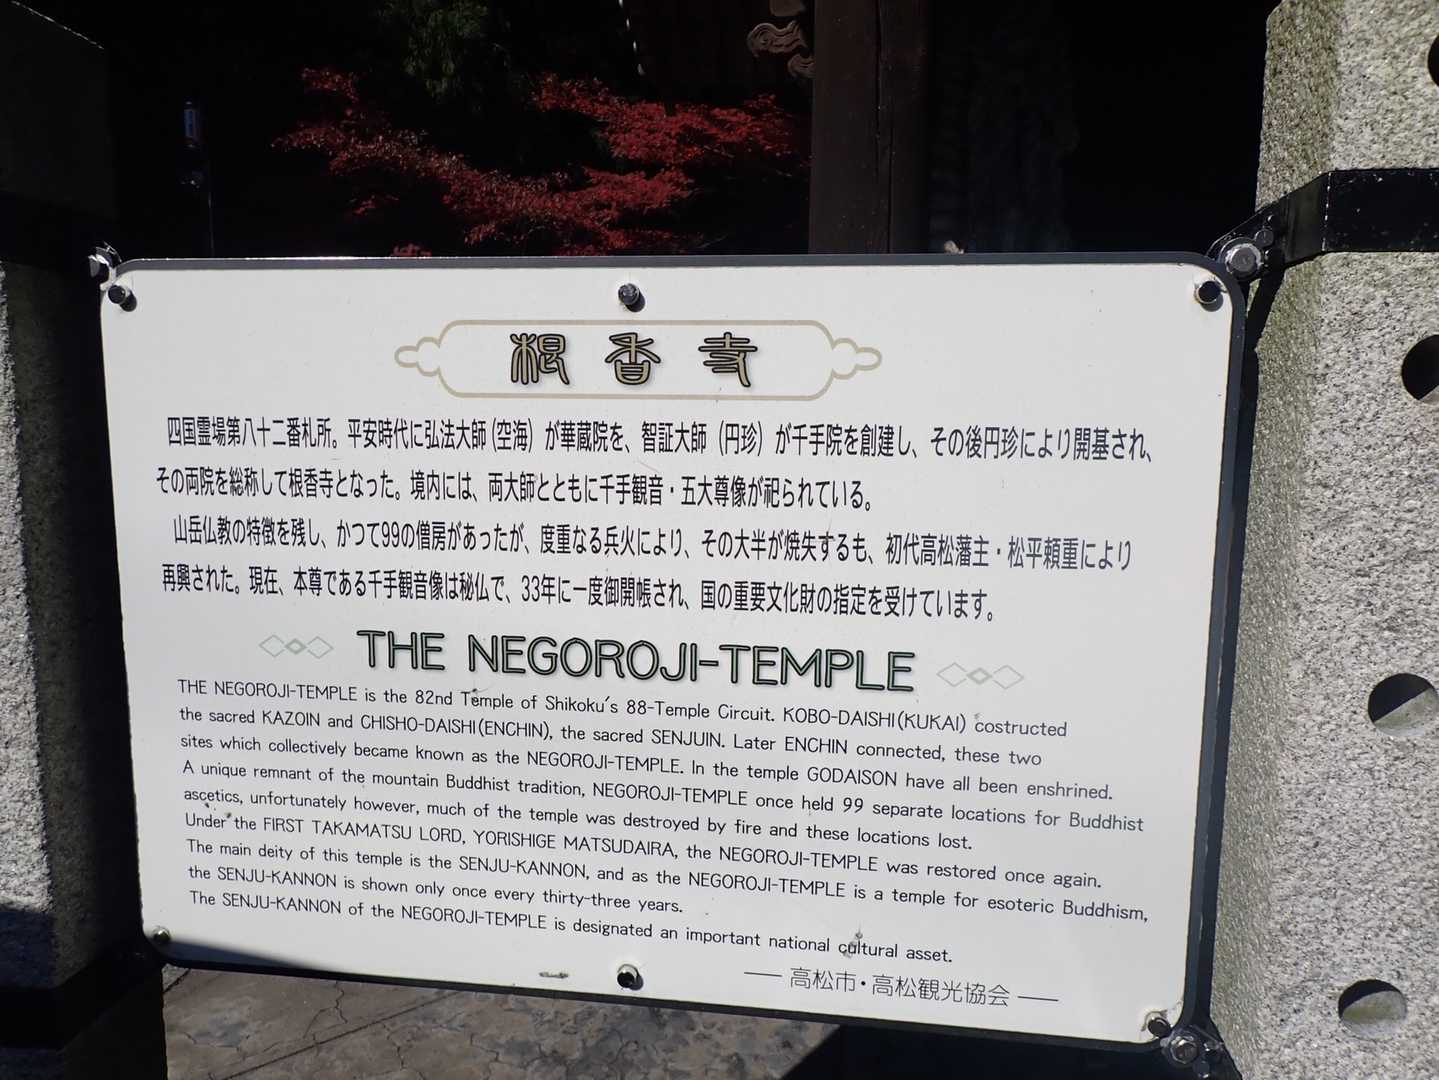 根香寺
四国霊場第八十二番札所。平安時代に弘法大師(空海)が華蔵院を、智証大師(円珍)が千手院を創建し、その後円珍により開基され、
その両院を総称して根香寺となった。境内には、両大師とともに千手観音・五大尊像が祀られている。
山岳仏教の特徴を残し、かつて99の僧房があったが、度重なる兵火により、その大半が焼失するも、初代高松藩主・松平頼重により
再興された。現在、本尊である千手観音像は秘仏で、33年に一度御開帳され、国の重要文化財の指定を受けています。
THE NEGOROJI-TEMPLE
THE NEGOROJI-TEMPLE is the 82nd Temple of Shikoku's 88-Temple Circuit. KOBO-DAISHI(KUKAI) costructed
the sacred KAZOIN and CHISHO-DAISHI(ENCHIN), the sacred SENJUIN. Later ENCHIN connected, these two
sites which collectively became known as the NEGOROJI-TEMPLE. In the temple GODAISON have all been enshrined.
A unique remnant of the mountain Buddhist tradition, NEGOROJI-TEMPLE once held 99 separate locations for Buddhist
ascetics, unfortunately however, much of the temple was destroyed by fire and these locations lost.
Under the FIRST TAKAMATSU LORD, YORISHIGE MATSUDAIRA, the NEGOROJI-TEMPLE was restored once again.
The main deity of this temple is the SENJU-KANNON, and as the NEGOROJI-TEMPLE is a temple for esoteric Buddhism,
the SENJU-KANNON is shown only once every thirty-three years.
The SENJU-KANNON of the NEGOROJI-TEMPLE is designated an important national cultural asset.
― 高松市・高松観光協会 ―